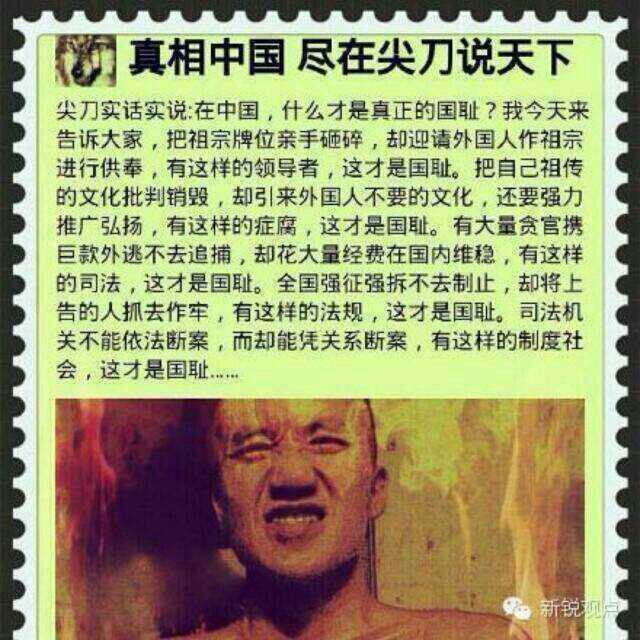 真相中国 尽在尖刀说天下
尖刀实话实说:在中国，什么才是真正的国耻？我今天来
告诉大家，把祖宗牌位亲手砸碎，却迎请外国人作祖宗
进行供奉，有这样的领导者，这才是国耻。把自己祖传
的文化批判销毁，却引来外国人不要的文化，还要强力
推广弘扬，有这样的症腐，这才是国耻。有大量贪官携
巨款外逃不去追捕，却花大量经费在国内维稳，有这样
的司法，这才是国耻。全国强征强拆不去制止，却将上
告的人抓去作牢，有这样的法规，这才是国耻。司法机
关不能依法断案，而却能凭关系断案，有这样的制度社
会，这才是国耻......
新锐观点